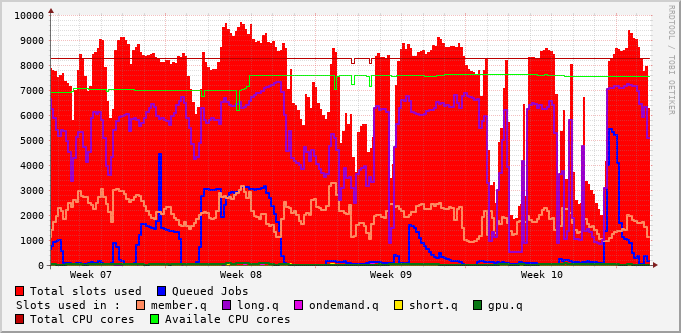 10000
9000
8000
7000
6000
5000
4000
3000
2000
1000
0
Week 07 Week 08 Week 09 Week 10
Total slots used Queued Jobs
Slots used in : member.q long.q ondemand.q short.q gpu.q
Total CPU cores Availale CPU cores
RRDTOOL / TOBI OETIKER